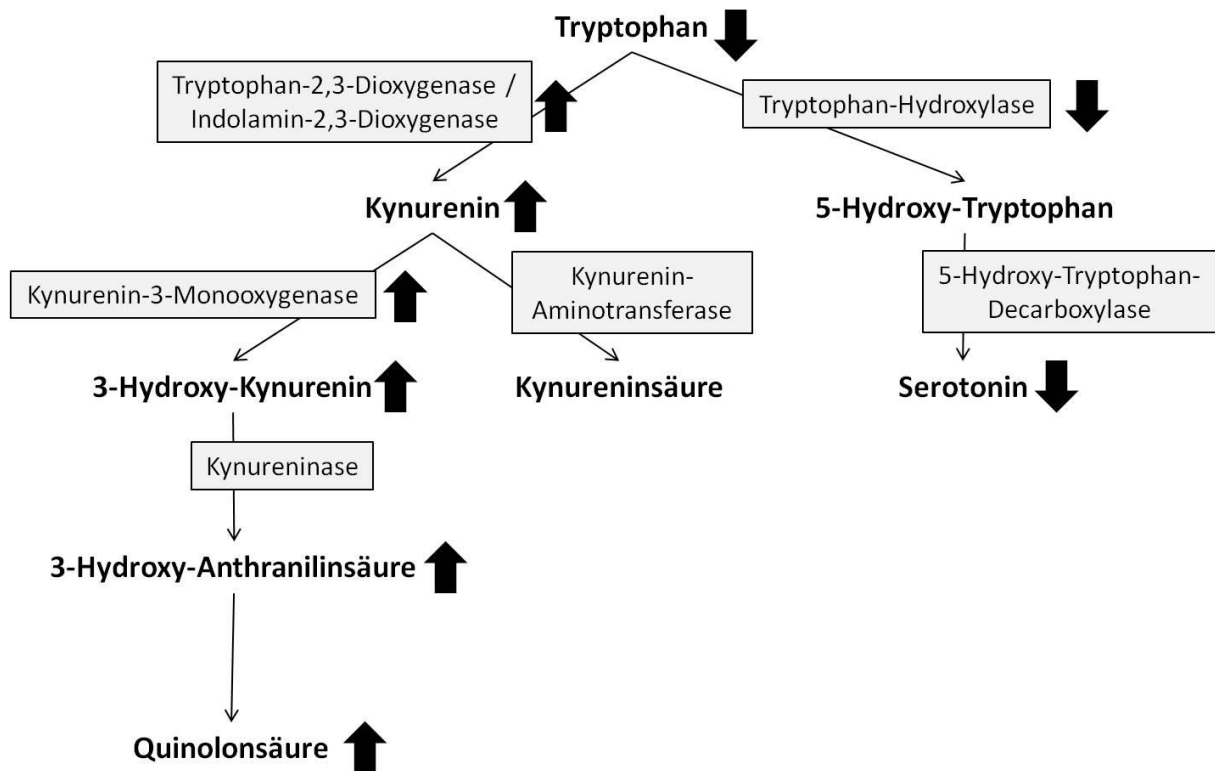 Tryptophan
Tryptophan-2,3-Dioxygenase /
Indolamin-2,3-Dioxygenase
Tryptophan-Hydroxylase
Kynurenin
5-Hydroxy-Tryptophan
Kynurenin-3-Monooxygenase
Kynurenin-
Aminotransferase
5-Hydroxy-Tryptophan-
Decarboxylase
3-Hydroxy-Kynurenin
Kynureninsäure
Serotonin
Kynureninase
3-Hydroxy-Anthranilinsäure
Quinolonsäure